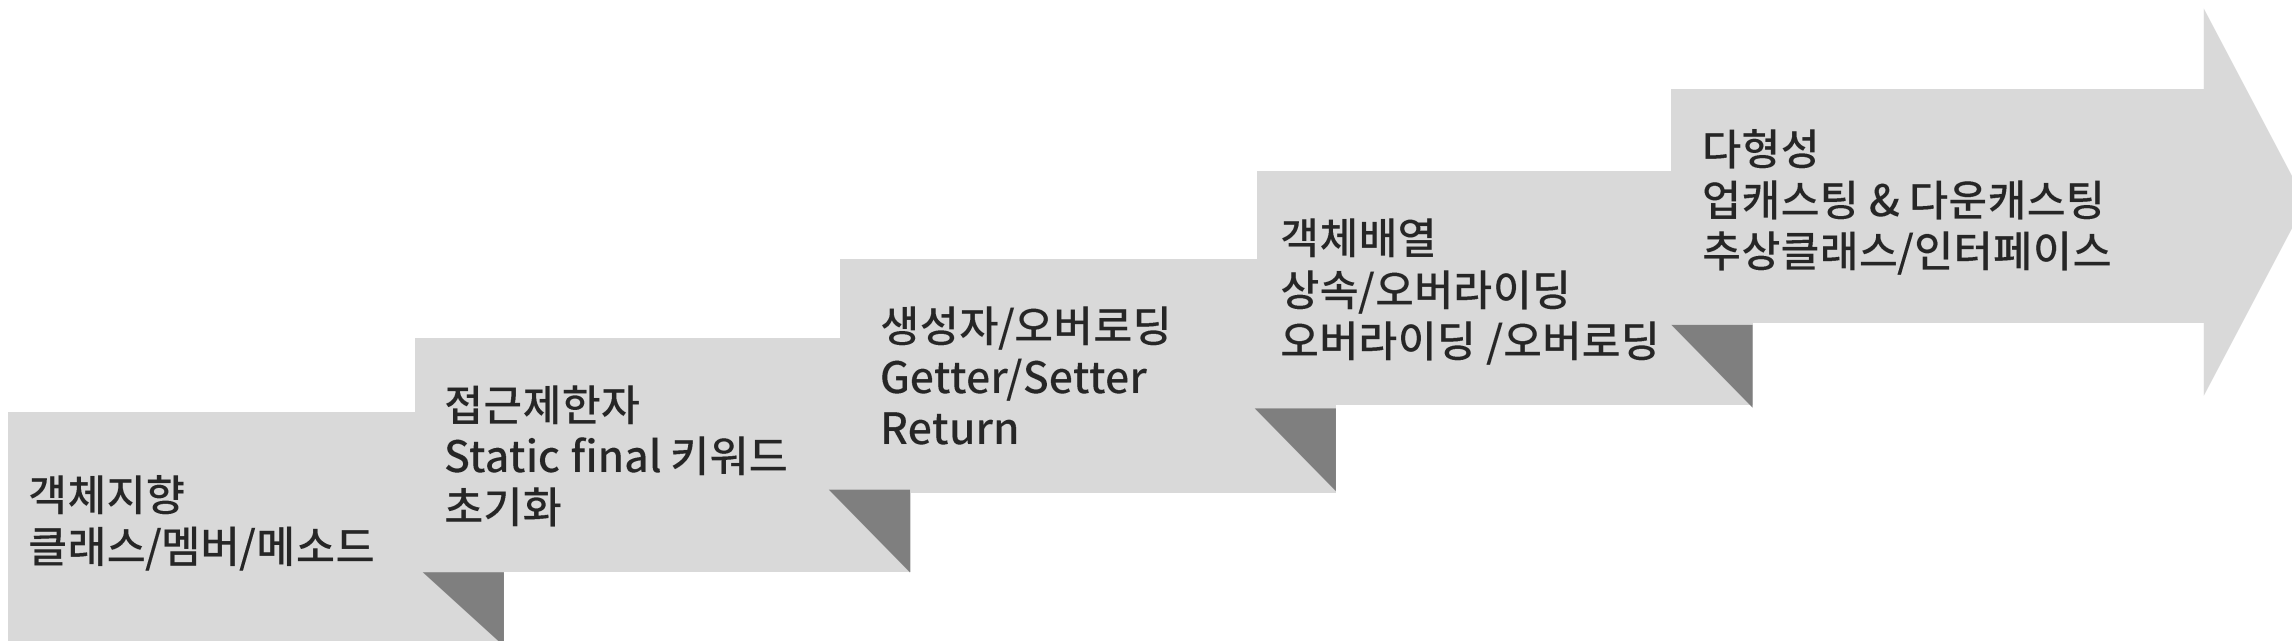 객체지향
클래스/멤버/메소드
접근제한자
Static final 키워드
초기화
생성자/오버로딩
Getter/Setter
Return
객체배열
상속/오버라이딩
오버라이딩 /오버로딩
다형성
업캐스팅 & 다운캐스팅
추상클래스/인터페이스